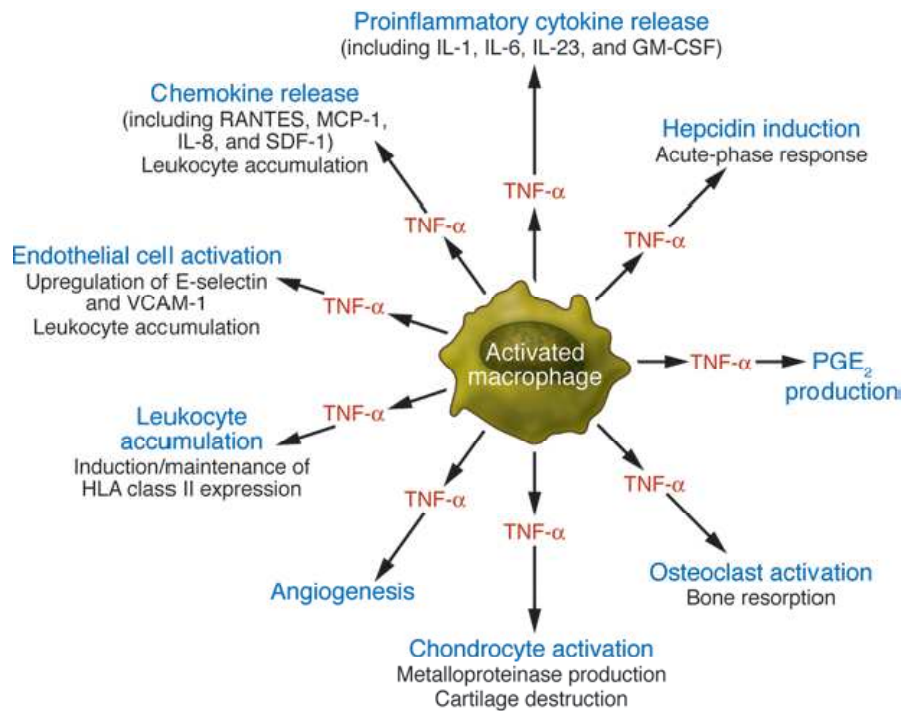 Proinflammatory cytokine release
(including IL-1, IL-6, IL-23, and GM-CSF)
Chemokine release
(including RANTES, MCP-1,
IL-8, and SDF-1)
Leukocyte accumulation
Hepcidin induction
Acute-phase response
TNF-α
TNF-α
TNF-α
Endothelial cell activation
Upregulation of E-selectin
and VCAM-1
Leukocyte accumulation
TNF-α
Activated
macrophage
TNF-α
PGE₂
production
Leukocyte
accumulation
Induction/maintenance of
HLA class II expression
TNF-α
TNF-α
TNF-α
TNF-α
Angiogenesis
Osteoclast activation
Bone resorption
Chondrocyte activation
Metalloproteinase production
Cartilage destruction